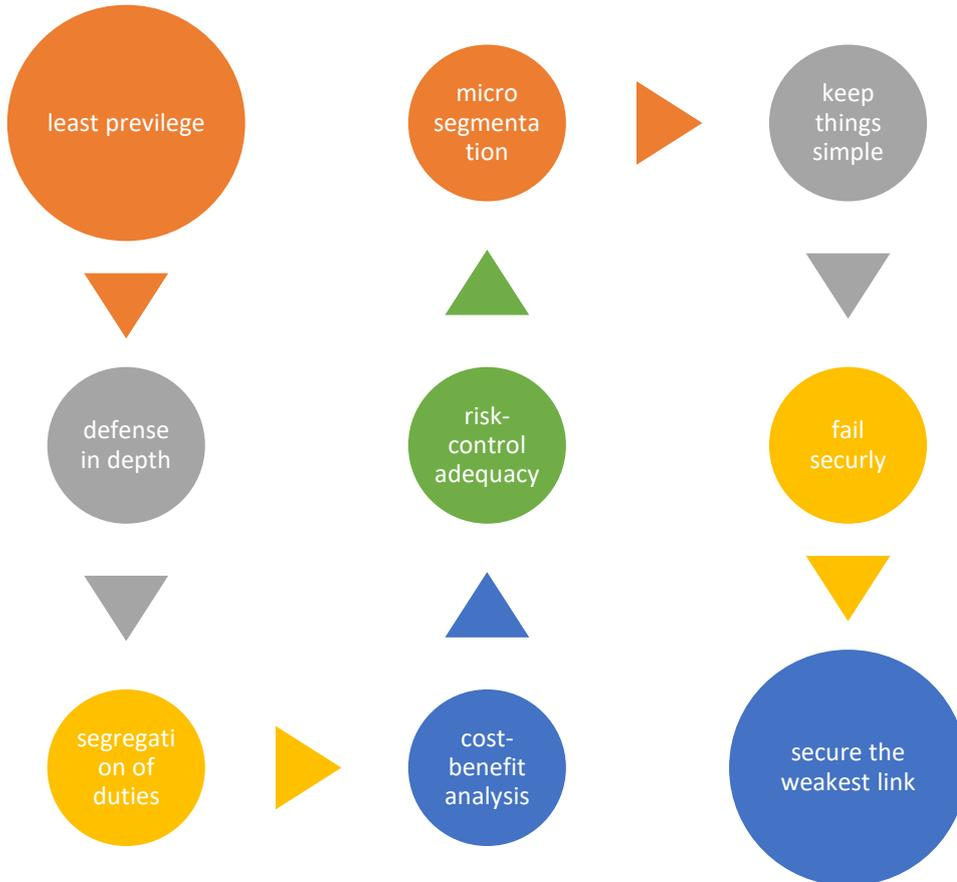 least previlege
defense
in depth
segregati
on of
duties
cost-
benefit
analysis
risk-
control
adequacy
micro
segmenta
tion
keep
things
simple
fail
securly
secure the
weakest link